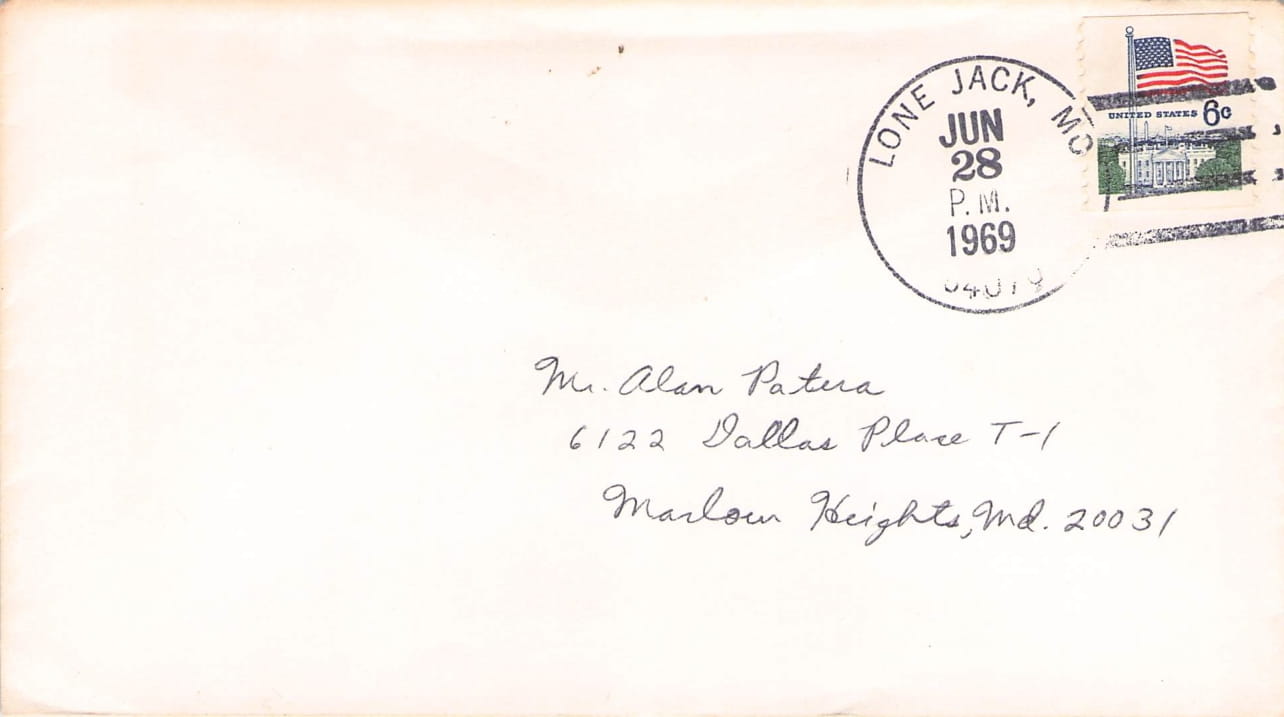 LONE JACK, MO
JUN
28
P.M.
1969
UNITED STATES 6c
Mr. Alan Patera
6122 Dallas Place T-1
Marlow Heights, Md. 20031